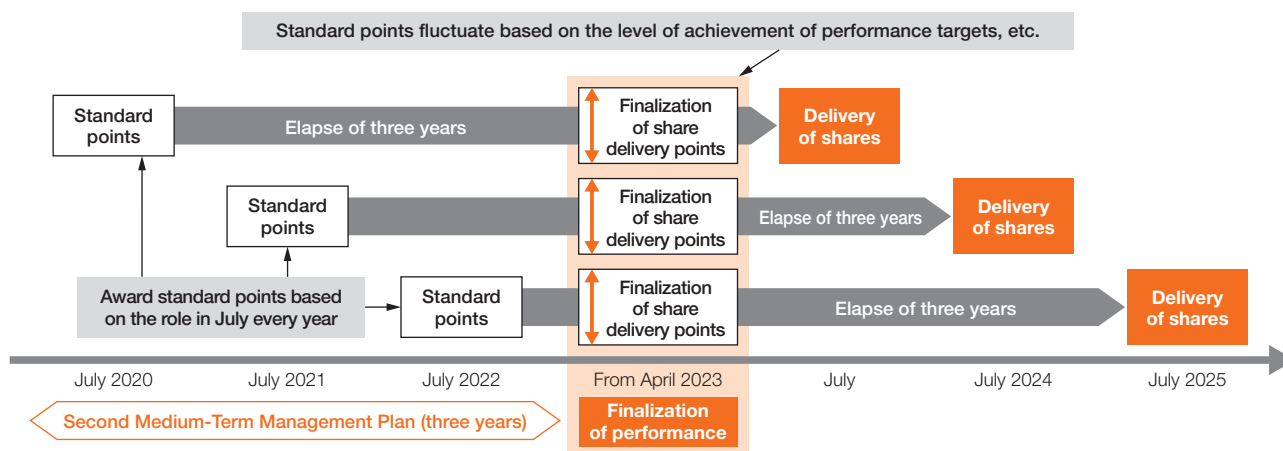 Standard points fluctuate based on the level of achievement of performance targets, etc.
Standard
points
Elapse of three years
Finalization
of share
delivery points
Delivery
of shares
Standard
points
Finalization
of share
delivery points
Elapse of three years
Delivery
of shares
Award standard points based
on the role in July every year
Standard
points
Finalization
of share
delivery points
Elapse of three years
Delivery
of shares
July 2020
July 2021
July 2022
From April 2023
July
July 2024
July 2025
Second Medium-Term Management Plan (three years)
Finalization
of performance